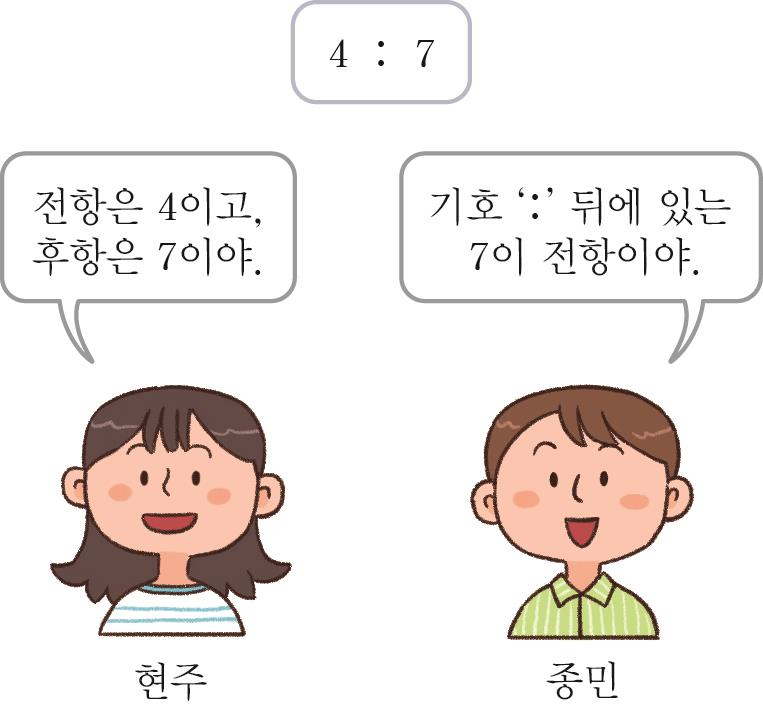 4 : 7
전항은 4이고,
후항은 7이야.
기호 ‘:’ 뒤에 있는
7이 전항이야.
현주
종민